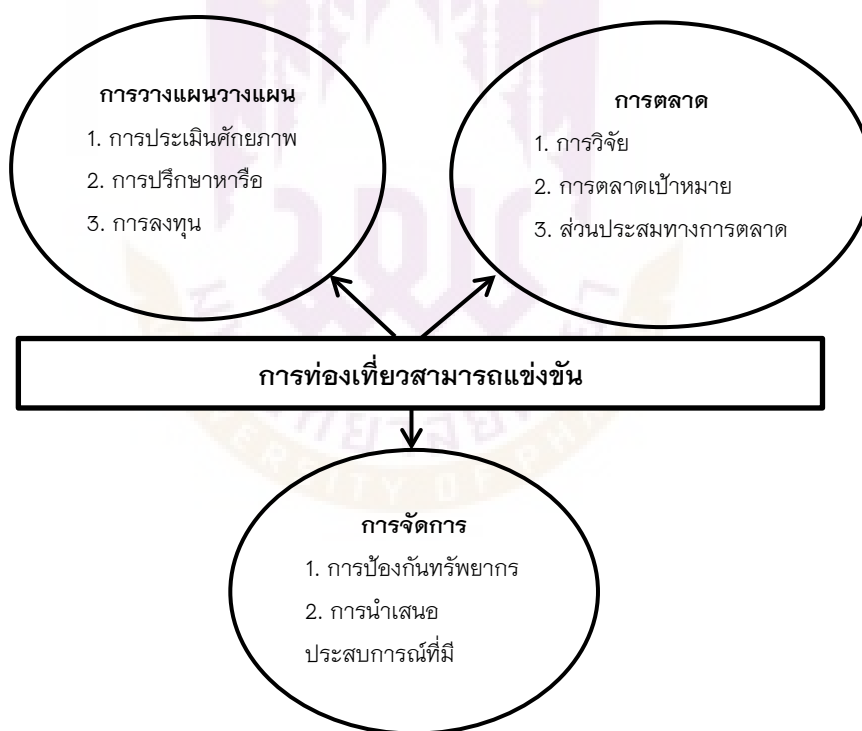 การวางแผนวางแผน
1. การประเมินศักยภาพ
2. การปรึกษาหารือ
3. การลงทุน
การตลาด
1. การวิจัย
2. การตลาดเป้าหมาย
3. ส่วนประสมทางการตลาด
การท่องเที่ยวสามารถแข่งขัน
การจัดการ
1. การป้องกันทรัพยากร
2. การนำเสนอ
ประสบการณ์ที่มี